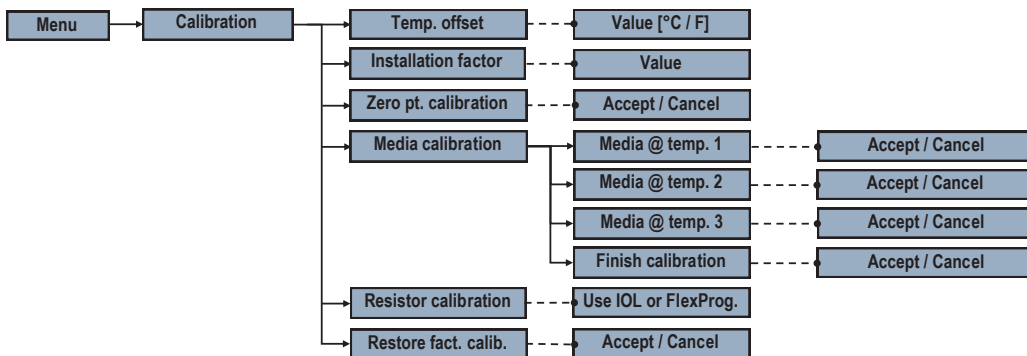 Menu
Calibration
Temp. offset
Value [°C / F]
Installation factor
Value
Zero pt. calibration
Accept / Cancel
Media calibration
Media @ temp. 1
Accept / Cancel
Media @ temp. 2
Accept / Cancel
Media @ temp. 3
Accept / Cancel
Finish calibration
Accept / Cancel
Resistor calibration
Use IOL or FlexProg.
Restore fact. calib.
Accept / Cancel